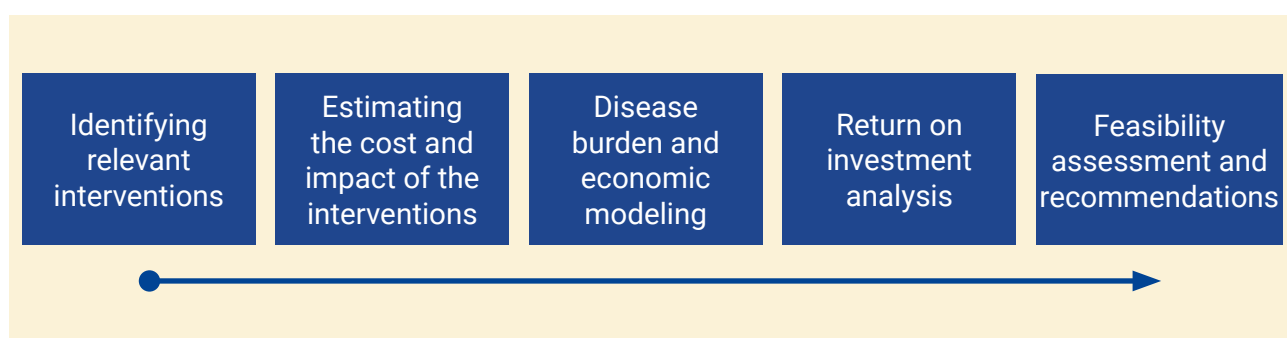 Identifying
relevant
interventions
Estimating
the cost and
impact of the
interventions
Disease
burden and
economic
modeling
Return on
investment
analysis
Feasibility
assessment and
recommendations